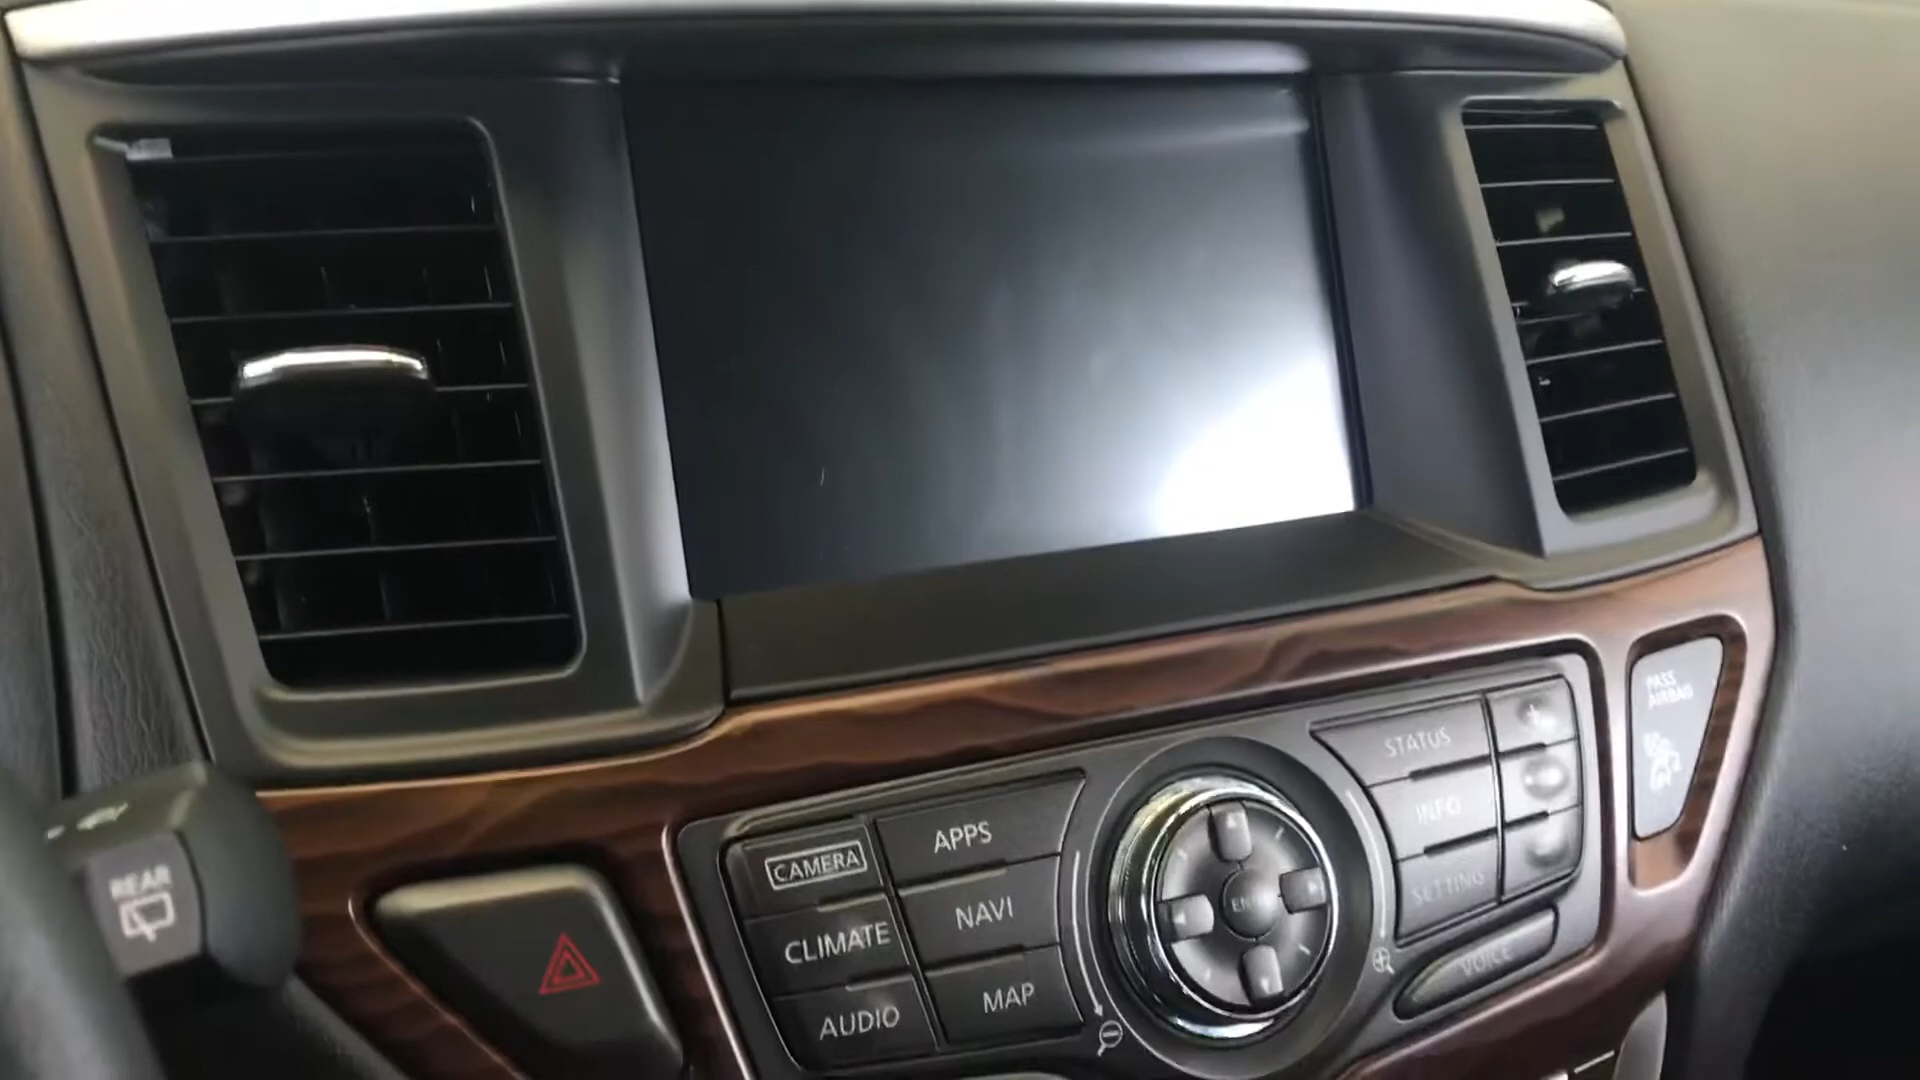 PASS
AIRBAG
STATUS
CAMERA
APPS
INFO
REAR
CLIMATE
NAVI
SETTING
AUDIO
MAP
VOICE